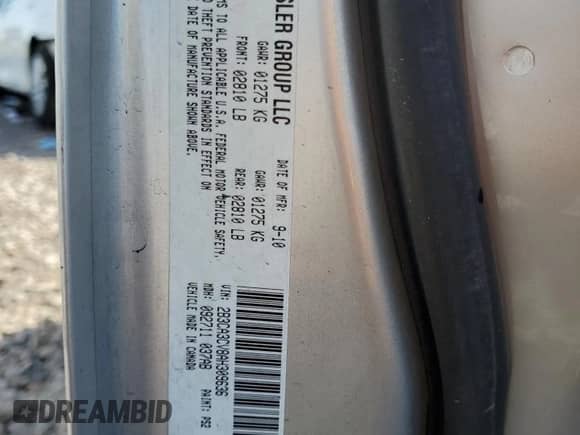 SLER GROUP LLC
DATE OF MFR: 9-10
GAWR: 01275 KG
GAWR: 01275 KG
FRONT: 02810 LB
REAR: 02810 LB
MS TO ALL APPLICABLE U.S.A. FEDERAL MOTOR VEHICLE SAFETY,
D THEFT PREVENTION STANDARDS IN EFFECT ON
DATE OF MANUFACTURE SHOWN ABOVE.
VIN: 2B3CA3CV8AH309636
MDH: 092711 037AB
PAINT: PS2
VEHICLE MADE IN CANADA
DREAMBID